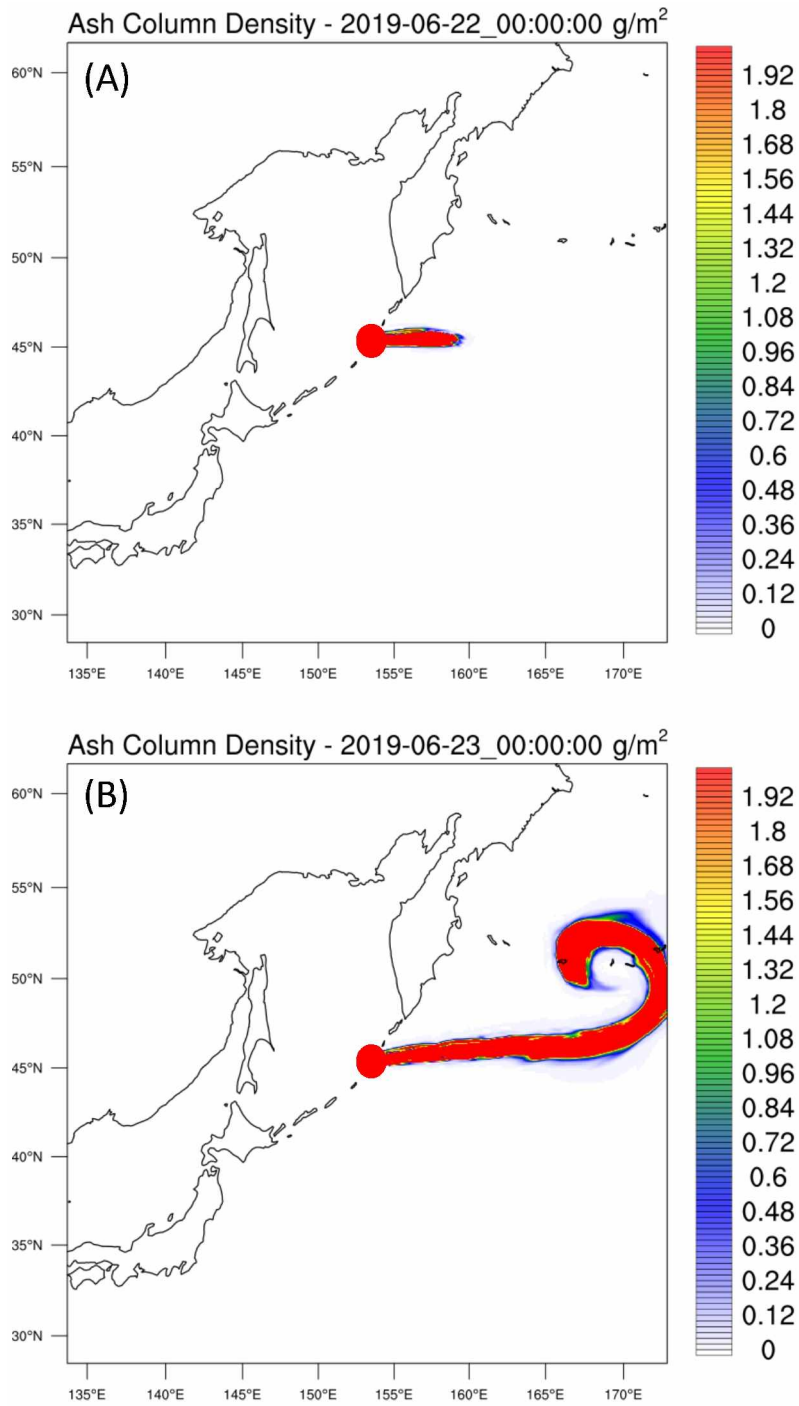 Ash Column Density - 2019-06-22_00:00:00 g/m²
(A)
60°N
55°N
50°N
45°N
40°N
35°N
30°N
135°E 140°E 145°E 150°E 155°E 160°E 165°E 170°E
1.92
1.8
1.68
1.56
1.44
1.32
1.2
1.08
0.96
0.84
0.72
0.6
0.48
0.36
0.24
0.12
0
Ash Column Density - 2019-06-23_00:00:00 g/m²
(B)
60°N
55°N
50°N
45°N
40°N
35°N
30°N
135°E 140°E 145°E 150°E 155°E 160°E 165°E 170°E
1.92
1.8
1.68
1.56
1.44
1.32
1.2
1.08
0.96
0.84
0.72
0.6
0.48
0.36
0.24
0.12
0